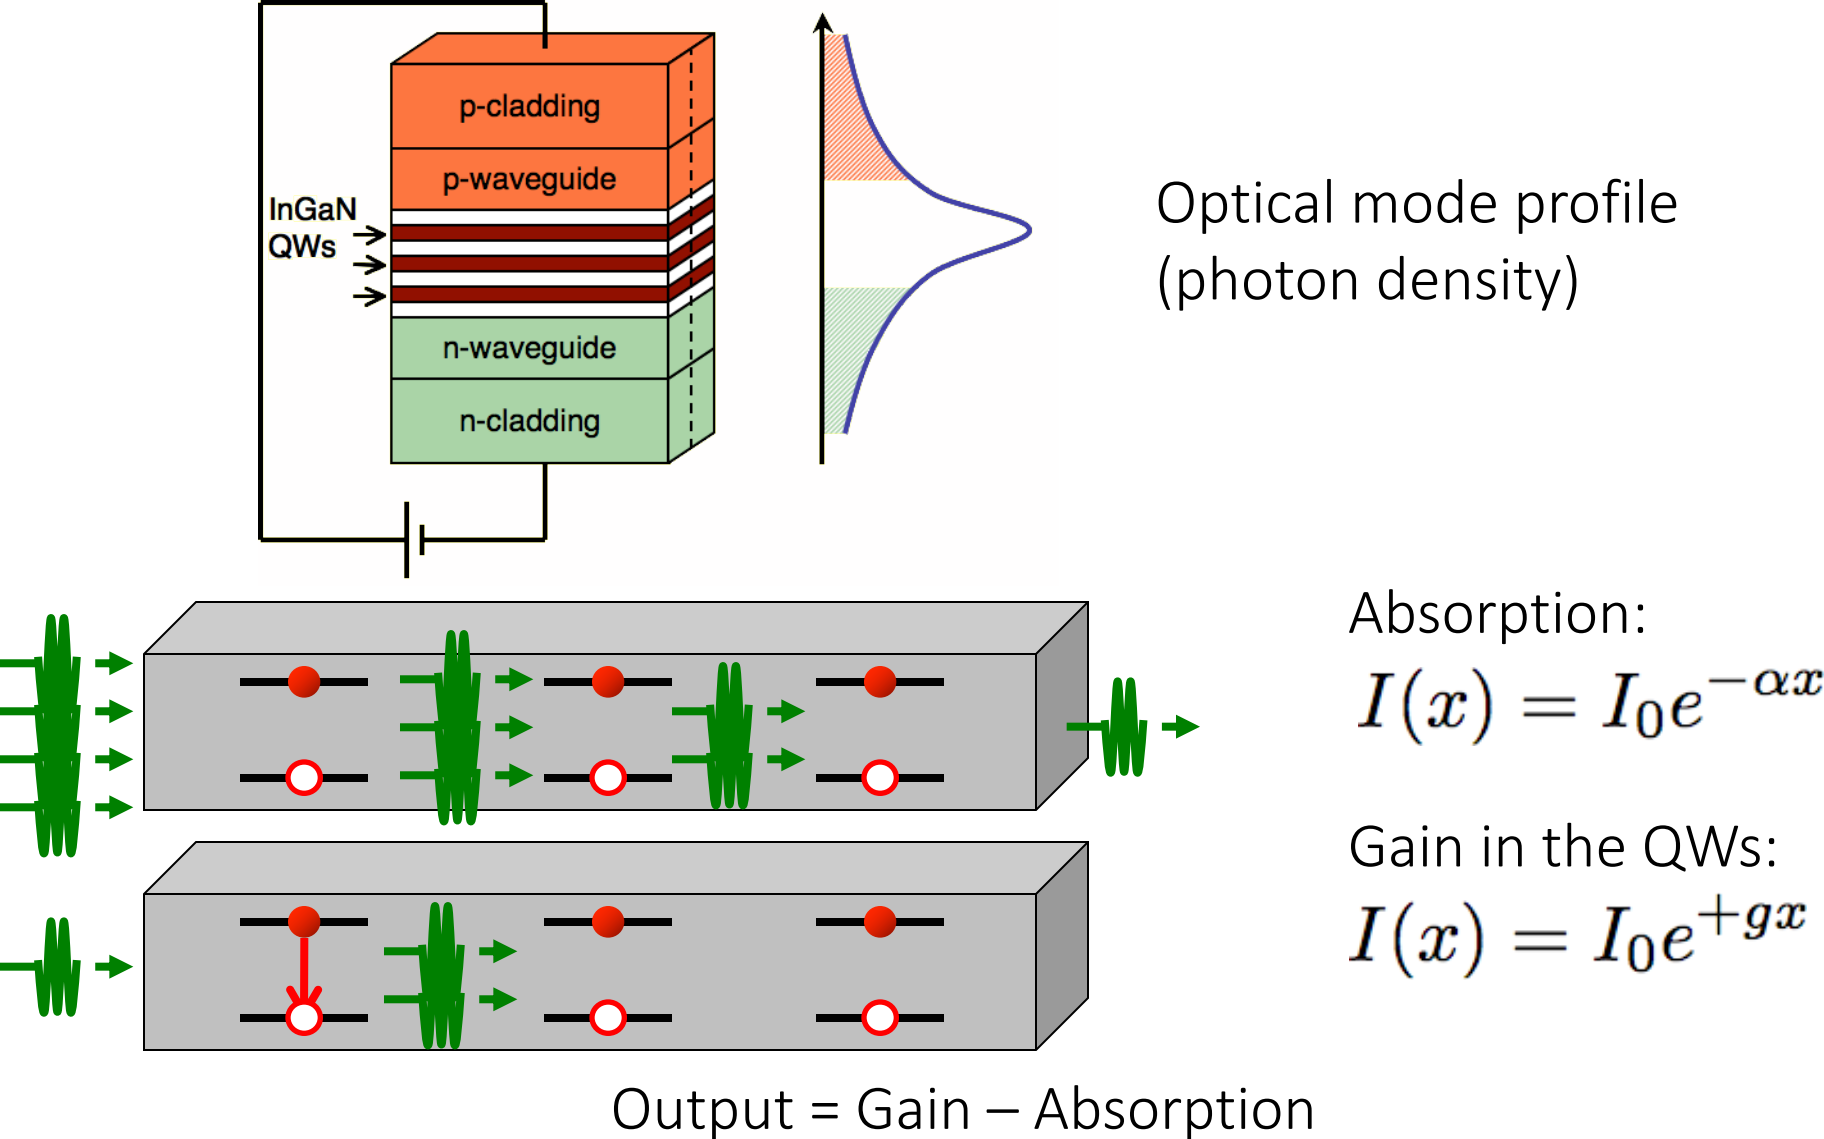 p-cladding
p-waveguide
InGaN
QWs
n-waveguide
n-cladding
Optical mode profile
(photon density)
Absorption:
I(x) = I₀e^{−αx}
Gain in the QWs:
I(x) = I₀e^{+gx}
Output = Gain – Absorption